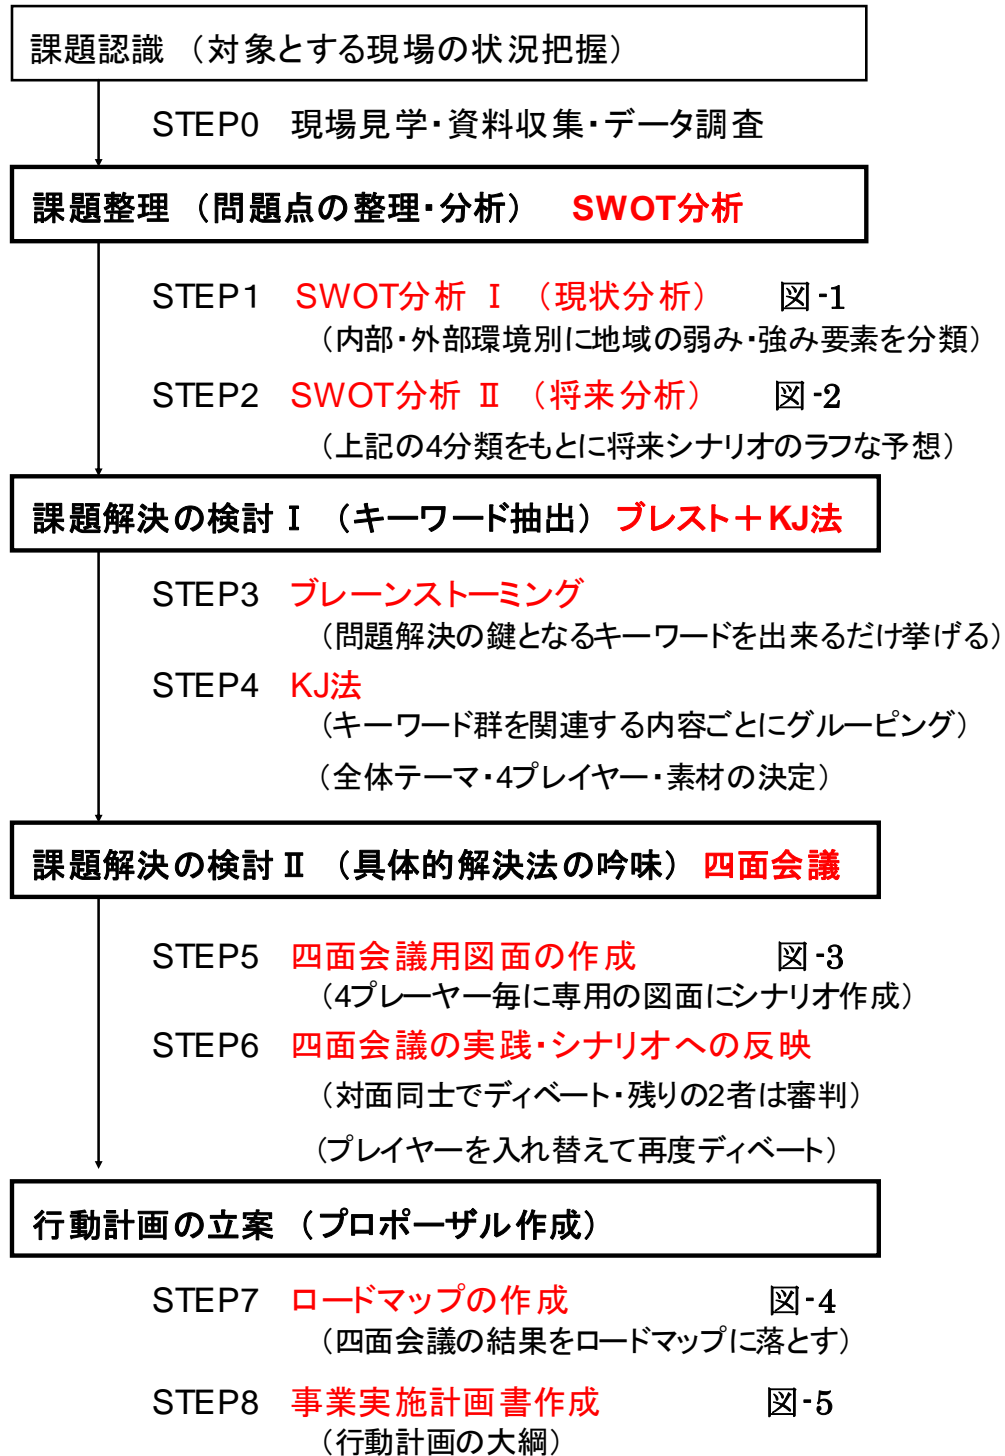 課題認識 （対象とする現場の状況把握）
STEP0 現場見学・資料収集・データ調査
課題整理 （問題点の整理・分析） SWOT分析
STEP1 SWOT分析 Ⅰ （現状分析） 図-1
（内部・外部環境別に地域の弱み・強み要素を分類）
STEP2 SWOT分析 Ⅱ （将来分析） 図-2
（上記の4分類をもとに将来シナリオのラフな予想）
課題解決の検討Ⅰ （キーワード抽出） ブレスト＋KJ法
STEP3 ブレーンストーミング
（問題解決の鍵となるキーワードを出来るだけ挙げる）
STEP4 KJ法
（キーワード群を関連する内容ごとにグルーピング）
（全体テーマ・4プレイヤー・素材の決定）
課題解決の検討Ⅱ （具体的解決法の吟味） 四面会議
STEP5 四面会議用図面の作成 図-3
（4プレーヤー毎に専用の図面にシナリオ作成）
STEP6 四面会議の実践・シナリオへの反映
（対面同士でディベート・残りの2者は審判）
（プレイヤーを入れ替えて再度ディベート）
行動計画の立案 （プロポーザル作成）
STEP7 ロードマップの作成 図-4
（四面会議の結果をロードマップに落とす）
STEP8 事業実施計画書作成 図-5
（行動計画の大綱）